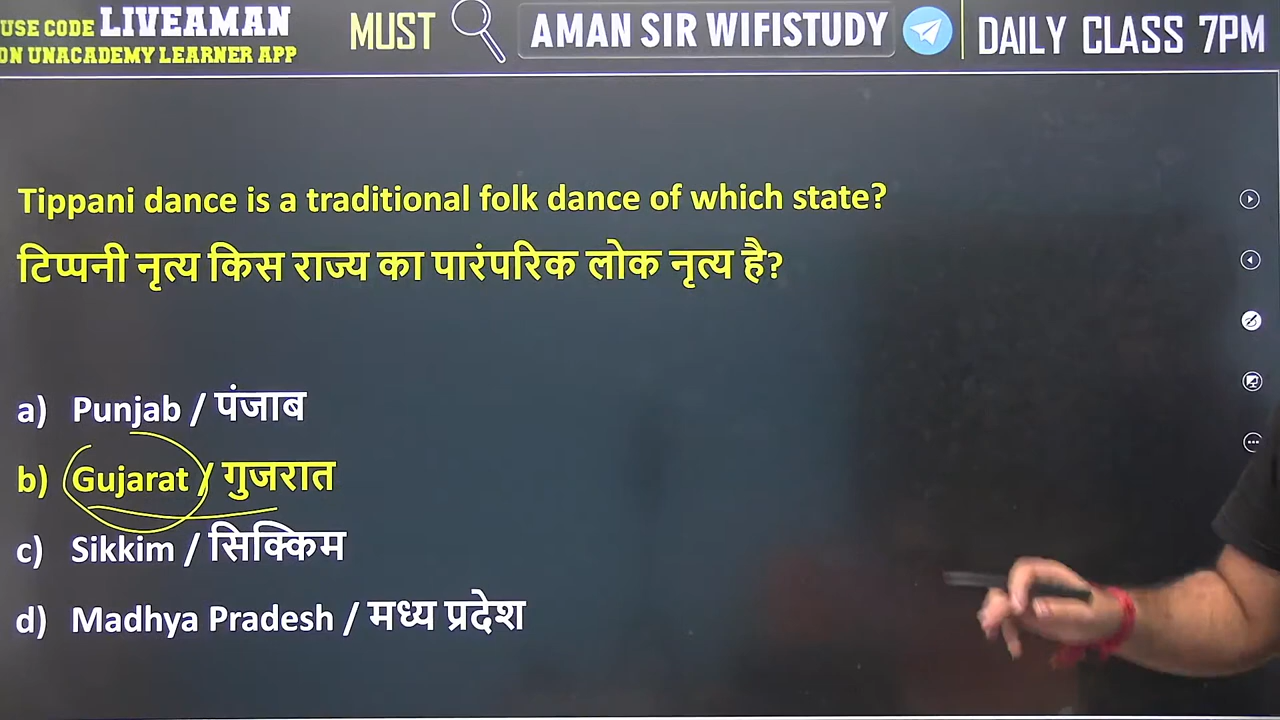 USE CODE LIVEAMAN
ON UNACADEMY LEARNER APP
MUST
AMAN SIR WIFISTUDY
DAILY CLASS 7PM
Tippani dance is a traditional folk dance of which state?
टिप्पनी नृत्य किस राज्य का पारंपरिक लोक नृत्य है?
a) Punjab / पंजाब
b) Gujarat / गुजरात
c) Sikkim / सिक्किम
d) Madhya Pradesh / मध्य प्रदेश